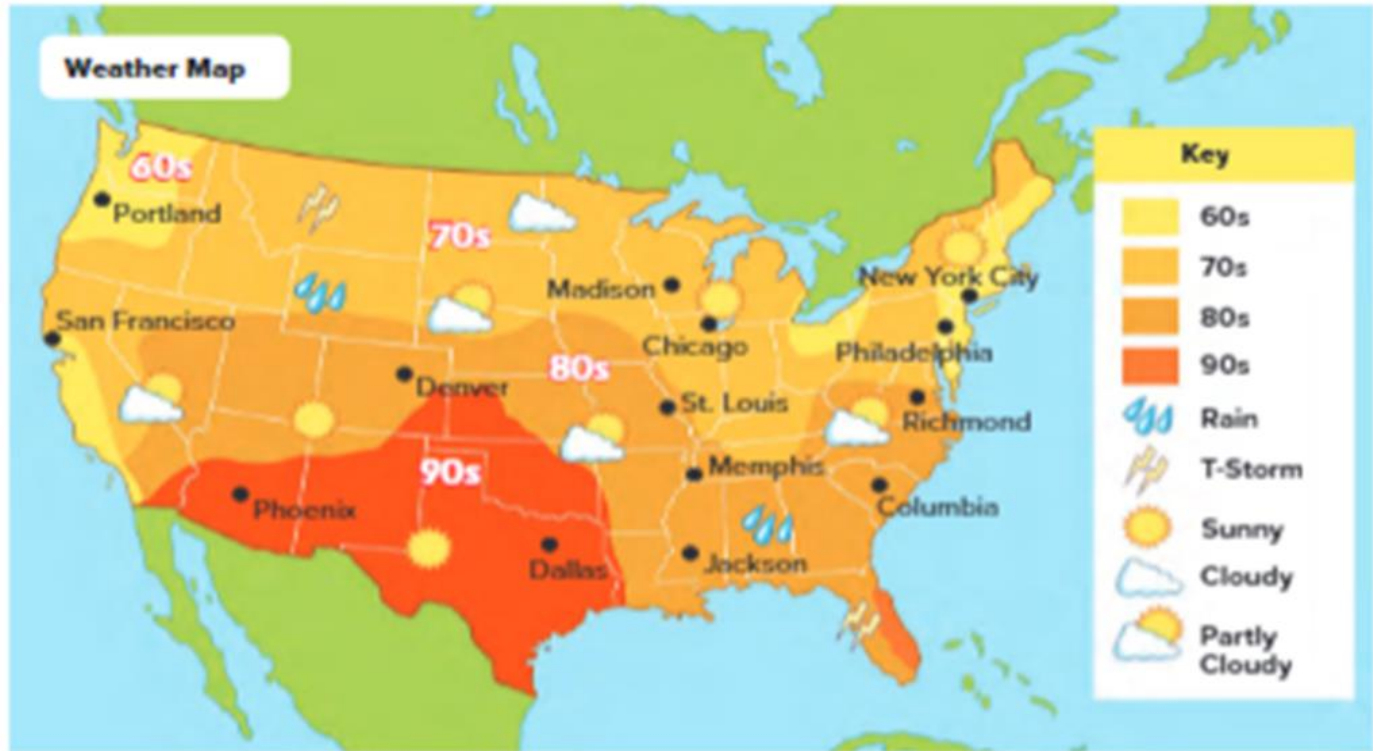 Weather Map
60s
Portland
70s
Madison
New York City
San Francisco
Chicago
Philadelphia
80s
Denver
St. Louis
Richmond
90s
Memphis
Phoenix
Columbia
Dallas
Jackson
Key
60s
70s
80s
90s
Rain
T-Storm
Sunny
Cloudy
Partly
Cloudy